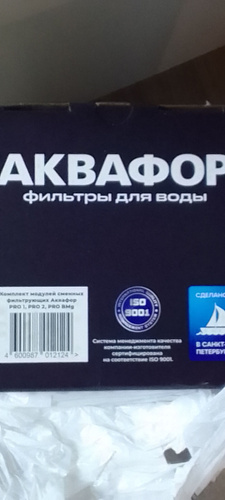 АКВАФОР
ФИЛЬТРЫ ДЛЯ ВОДЫ
Комплект модулей сменных
фильтрующих Аквафор
PRO 1, PRO 2, PRO BMg
4 600987 012124 >
ISO
9001
Система менеджмента качества
компании-изготовителя
сертифицирована
на соответствие ISO 9001.
СДЕЛАНО
В САНКТ-
ПЕТЕРБУ